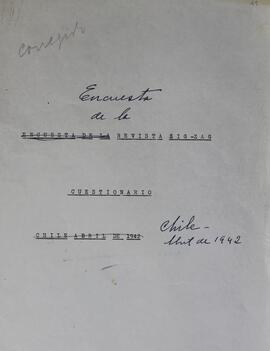 corregido
Encuesta
de la
ENCUESTA DE LA REVISTA ZIG-ZAG
CUESTIONARIO
CHILE ABRIL DE 1942
Chile -
Abril de 1942